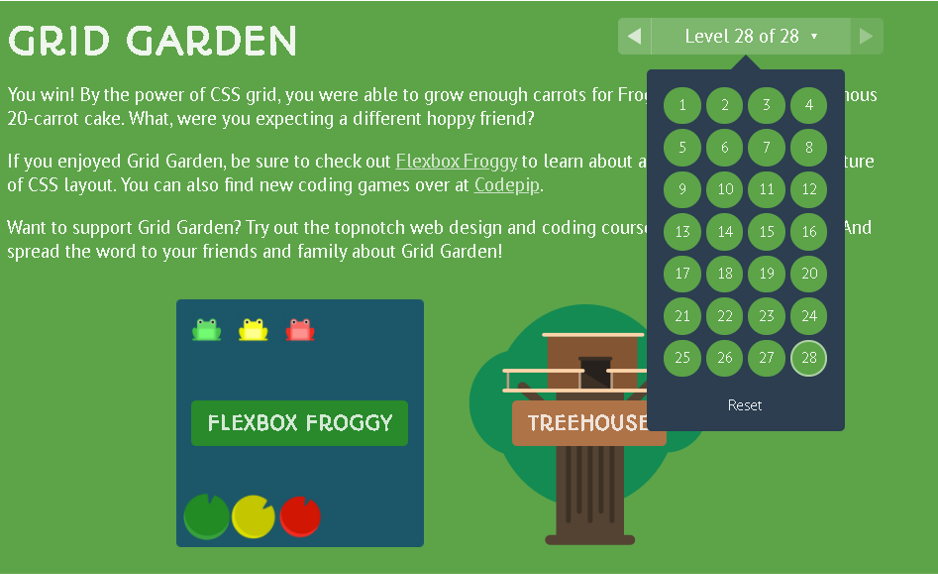 GRID GARDEN
Level 28 of 28
You win! By the power of CSS grid, you were able to grow enough carrots for
20-carrot cake. What, were you expecting a different hoppy friend?
If you enjoyed Grid Garden, be sure to check out Flexbox Froggy to learn about
of CSS layout. You can also find new coding games over at Codepip.
Want to support Grid Garden? Try out the topnotch web design and coding And
spread the word to your friends and family about Grid Garden!
1 2 3 4
5 6 7 8
9 10 11 12
13 14 15 16
17 18 19 20
21 22 23 24
25 26 27 28
Reset
FLEXBOX FROGGY
TREEHOUSE